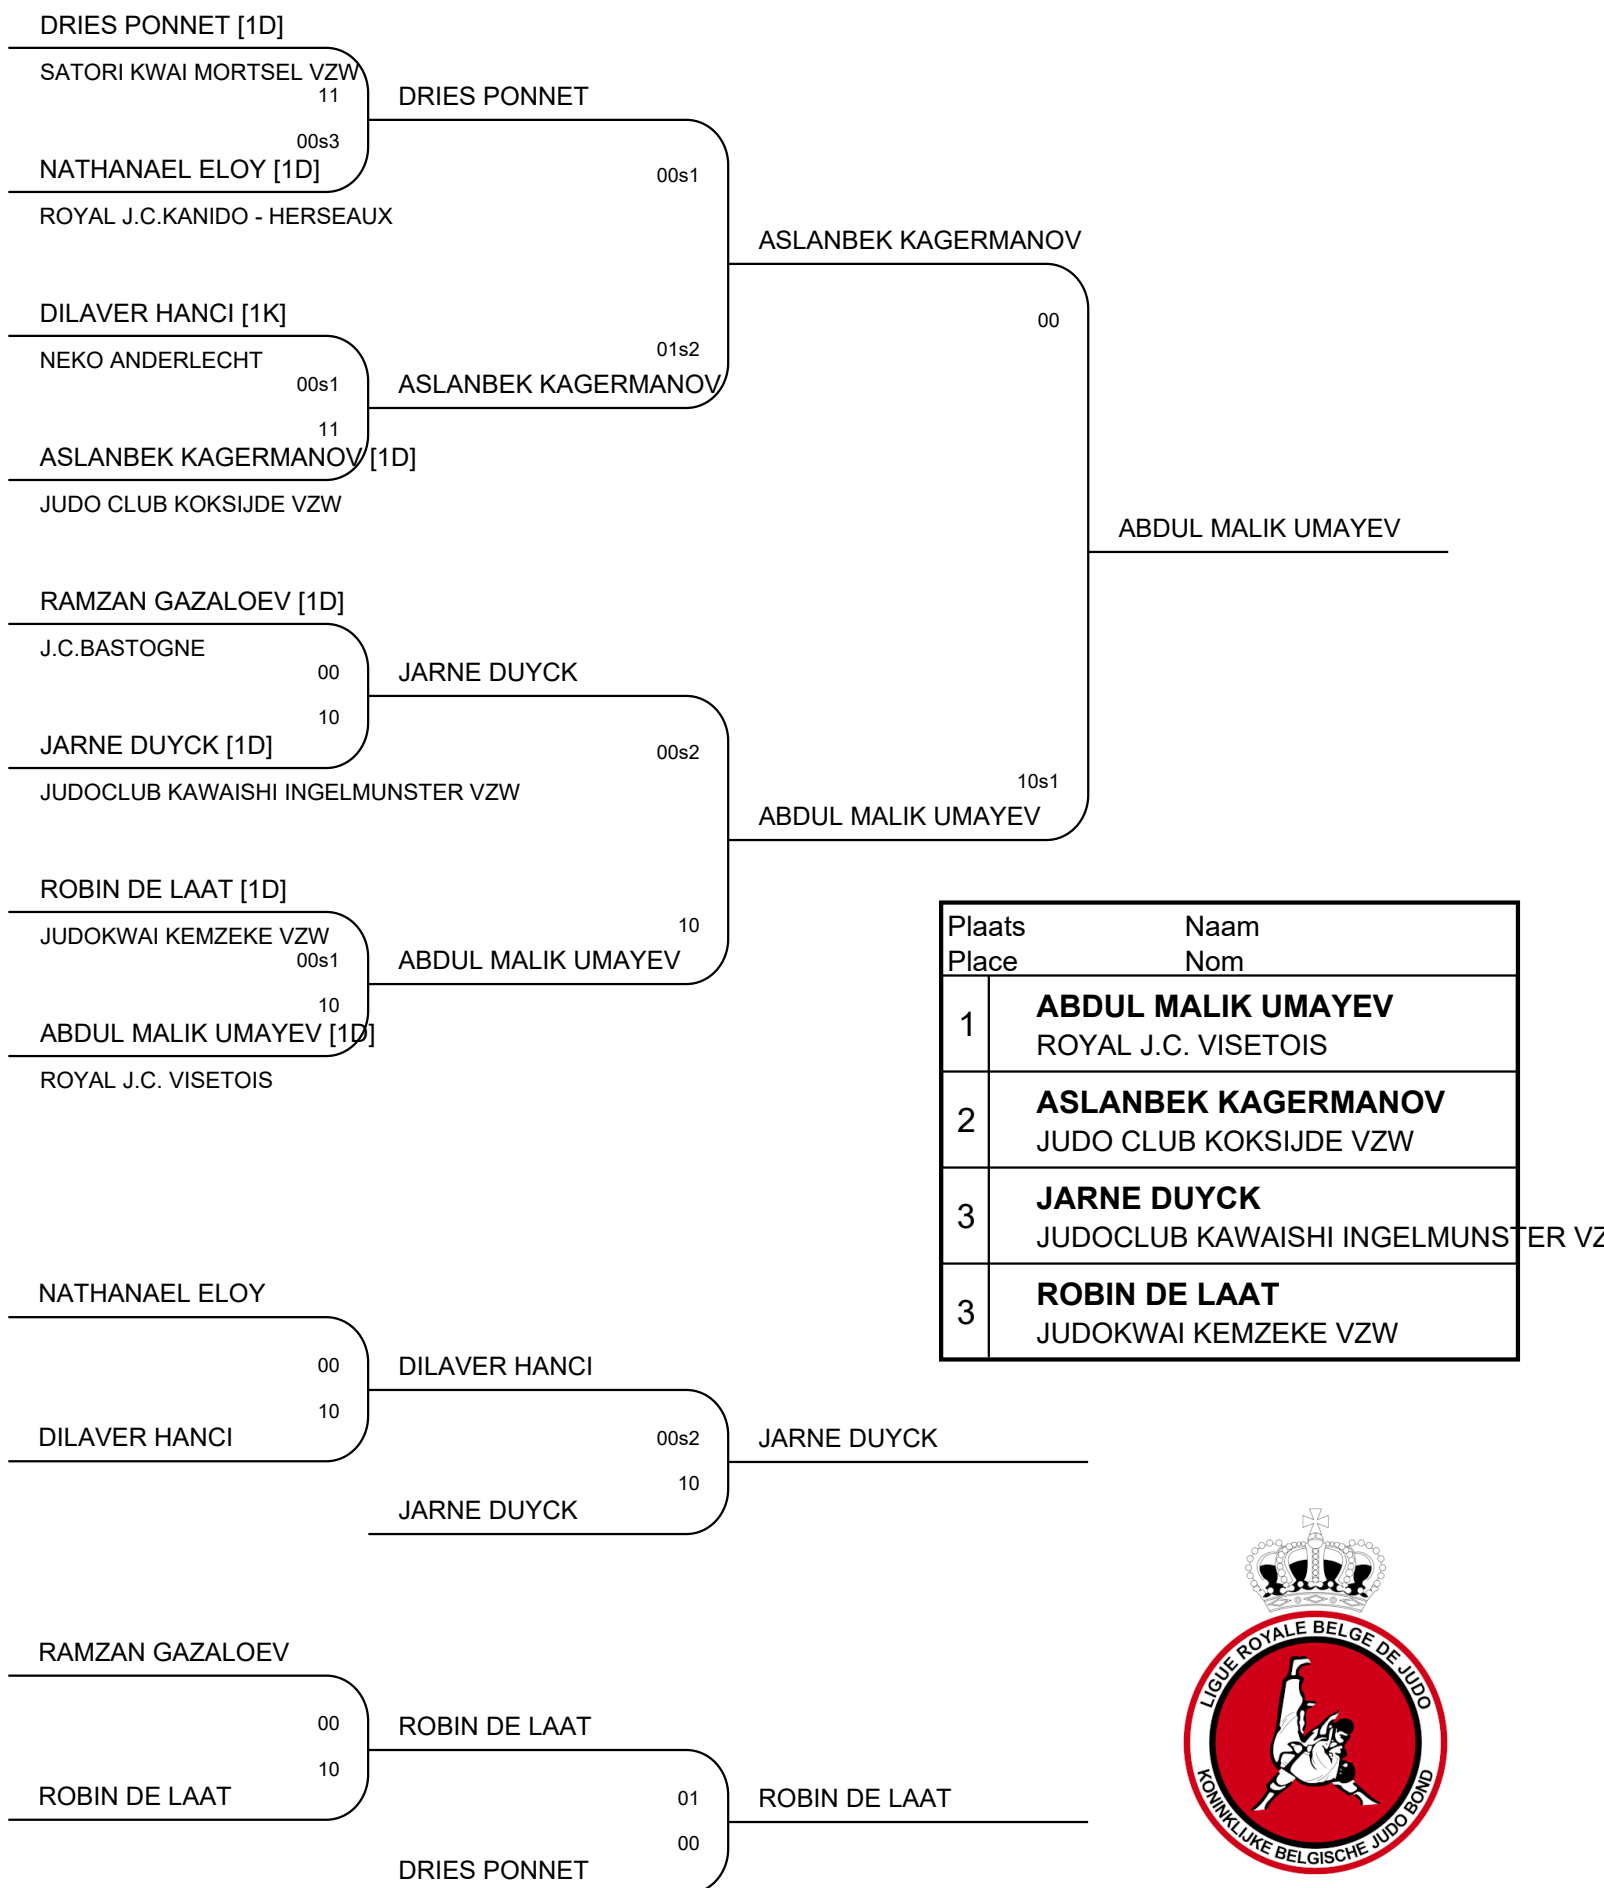 DRIES PONNET [1D]
SATORI KWAI MORTSEL VZW
11
DRIES PONNET
00s3
NATHANAEL ELOY [1D]
00s1
ROYAL J.C.KANIDO - HERSEAUX
ASLANBEK KAGERMANOV
DILAVER HANCI [1K]
00
NEKO ANDERLECHT
01s2
00s1
ASLANBEK KAGERMANOV
11
ASLANBEK KAGERMANOV [1D]
JUDO CLUB KOKSIJDE VZW
ABDUL MALIK UMAYEV
RAMZAN GAZALOEV [1D]
J.C.BASTOGNE
00
JARNE DUYCK
10
JARNE DUYCK [1D]
00s2
JUDOCLUB KAWAISHI INGELMUNSTER VZW
10s1
ABDUL MALIK UMAYEV
ROBIN DE LAAT [1D]
10
JUDOKWAI KEMZEKE VZW
00s1
ABDUL MALIK UMAYEV
10
ABDUL MALIK UMAYEV [1D]
ROYAL J.C. VISETOIS
Plaats Naam
Place Nom
1 ABDUL MALIK UMAYEV
ROYAL J.C. VISETOIS
2 ASLANBEK KAGERMANOV
JUDO CLUB KOKSIJDE VZW
3 JARNE DUYCK
JUDOCLUB KAWAISHI INGELMUNSTER VZ
3 ROBIN DE LAAT
JUDOKWAI KEMZEKE VZW
NATHANAEL ELOY
00
DILAVER HANCI
10
DILAVER HANCI
00s2
JARNE DUYCK
10
JARNE DUYCK
RAMZAN GAZALOEV
00
ROBIN DE LAAT
10
ROBIN DE LAAT
01
ROBIN DE LAAT
00
DRIES PONNET
LIGUE ROYALE BELGE DE JUDO
KONINKLIJKE BELGISCHE JUDO BOND